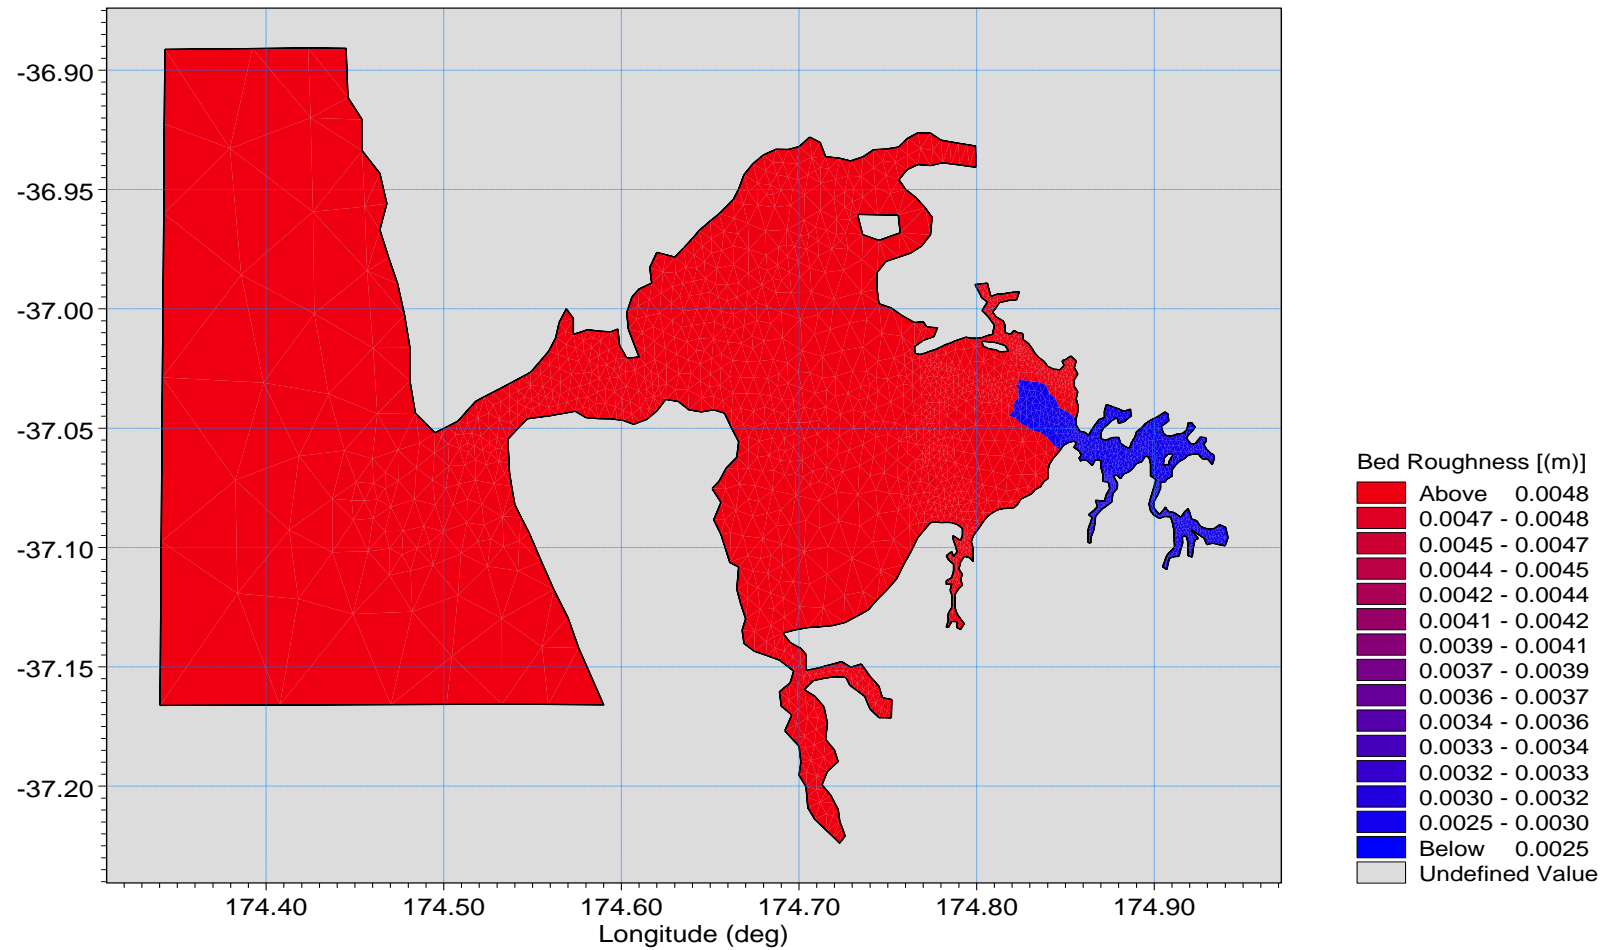 -36.90
-36.95
-37.00
-37.05
-37.10
-37.15
-37.20
174.40 174.50 174.60 174.70 174.80 174.90
Longitude (deg)
Bed Roughness [(m)]
Above 0.0048
0.0047 - 0.0048
0.0045 - 0.0047
0.0044 - 0.0045
0.0042 - 0.0044
0.0041 - 0.0042
0.0039 - 0.0041
0.0037 - 0.0039
0.0036 - 0.0037
0.0034 - 0.0036
0.0033 - 0.0034
0.0032 - 0.0033
0.0030 - 0.0032
0.0025 - 0.0030
Below 0.0025
Undefined Value